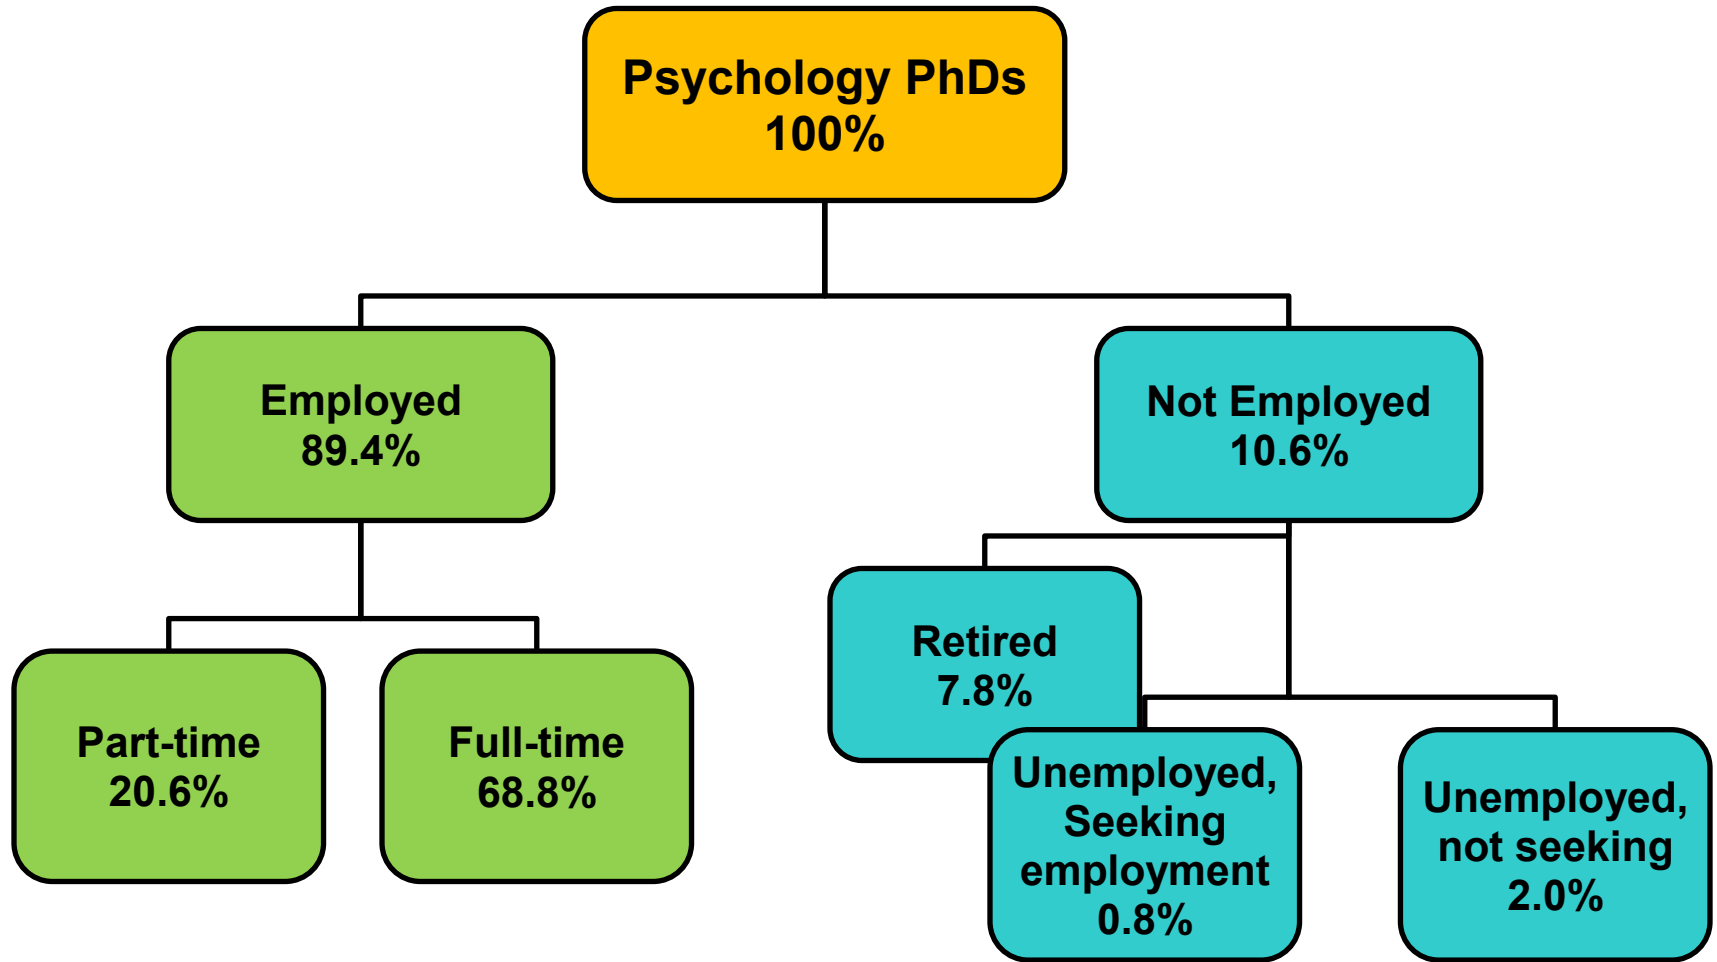 Psychology PhDs
100%
Employed
89.4%
Not Employed
10.6%
Part-time
20.6%
Full-time
68.8%
Retired
7.8%
Unemployed,
Seeking
employment
0.8%
Unemployed,
not seeking
2.0%